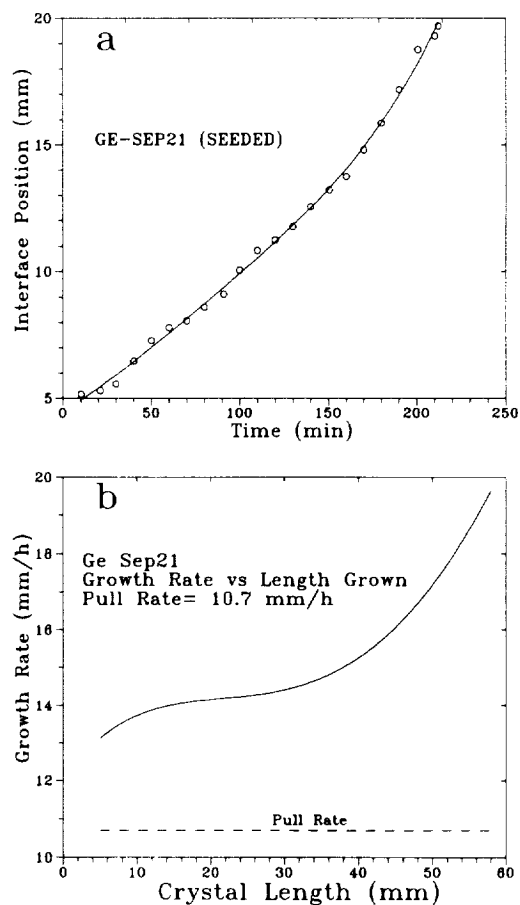 a
GE-SEP21 (SEEDED)
Interface Position (mm)
20
15
10
5
0
50
100
150
200
250
Time (min)
b
Ge Sep21
Growth Rate vs Length Grown
Pull Rate= 10.7 mm/h
Growth Rate (mm/h)
20
18
16
14
12
10
Pull Rate
0
10
20
30
40
50
60
Crystal Length (mm)